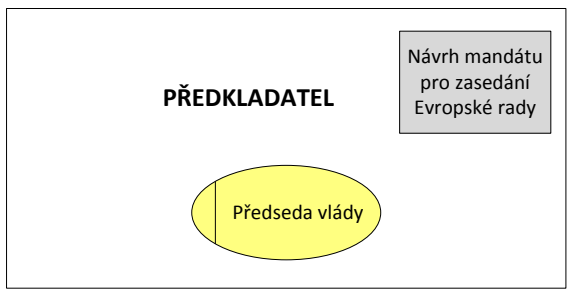 Návrh mandátu
pro zasedání
Evropské rady
PŘEDKLADATEL
Předseda vlády